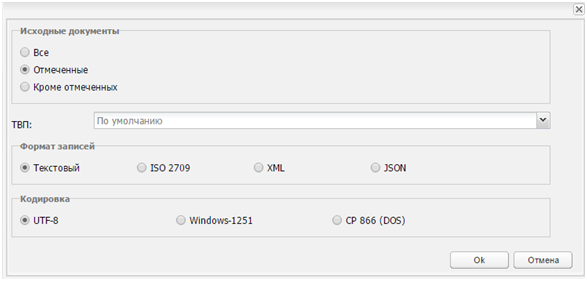 Исходные документы
Все
Отмеченные
Кроме отмеченных
ТВП: По умолчанию
Формат записей
Текстовый ISO 2709 XML JSON
Кодировка
UTF-8 Windows-1251 CP 866 (DOS)
Ok Отмена